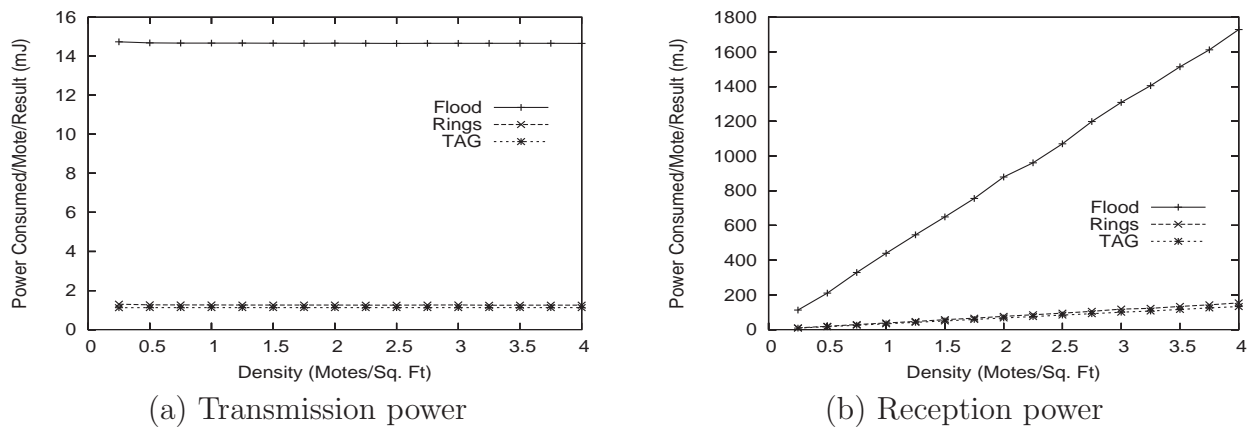 16
14
12
10
8
6
4
2
0
Power Consumed/Mote/Result (mJ)
Flood
Rings
TAG
0 0.5 1 1.5 2 2.5 3 3.5 4
Density (Motes/Sq. Ft)
(a) Transmission power
1800
1600
1400
1200
1000
800
600
400
200
0
Power Consumed/Mote/Result (mJ)
Flood
Rings
TAG
0 0.5 1 1.5 2 2.5 3 3.5 4
Density (Motes/Sq. Ft)
(b) Reception power